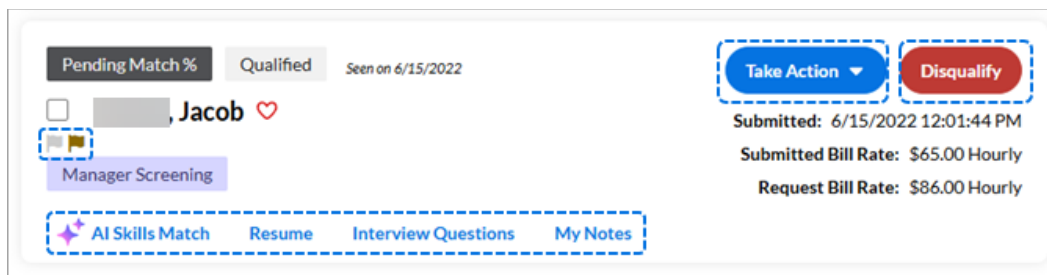 Pending Match % Qualified Seen on 6/15/2022 Take Action Disqualify
, Jacob
Submitted: 6/15/2022 12:01:44 PM
Submitted Bill Rate: $65.00 Hourly
Manager Screening
Request Bill Rate: $86.00 Hourly
AI Skills Match Resume Interview Questions My Notes